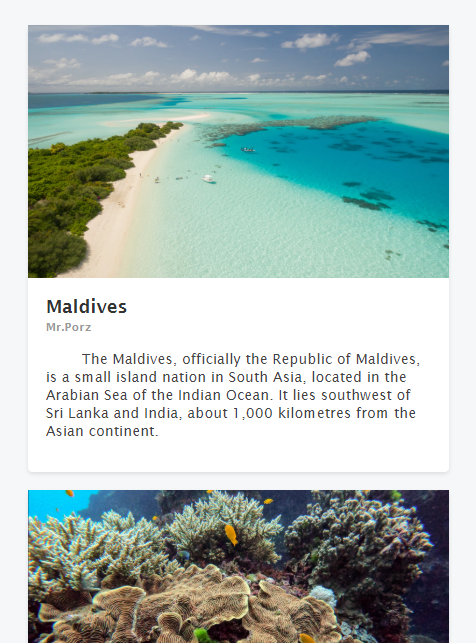 Maldives
Mr.Porz
The Maldives, officially the Republic of Maldives,
is a small island nation in South Asia, located in the
Arabian Sea of the Indian Ocean. It lies southwest of
Sri Lanka and India, about 1,000 kilometres from the
Asian continent.